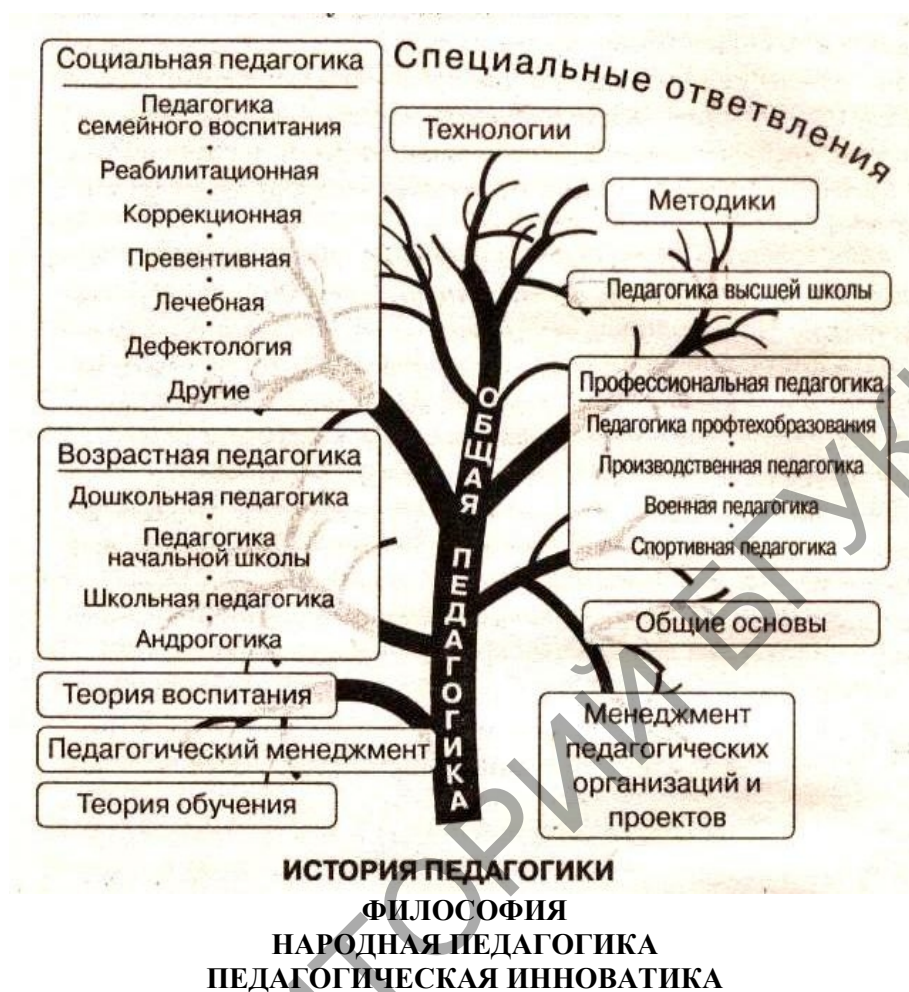 Социальная педагогика
Педагогика
семейного воспитания
Реабилитационная
Коррекционная
Превентивная
Лечебная
Дефектология
Другие
Специальные ответвления
Технологии
Методики
Педагогика высшей школы
Профессиональная педагогика
Педагогика профтехобразования
Производственная педагогика
Военная педагогика
Спортивная педагогика
Возрастная педагогика
Дошкольная педагогика
Педагогика
начальной школы
Школьная педагогика
Андрогогика
Общие основы
Теория воспитания
Педагогический менеджмент
Теория обучения
Менеджмент
педагогических
организаций и
проектов
ОБЩАЯ ПЕДАГОГИКА
ИСТОРИЯ ПЕДАГОГИКИ
ФИЛОСОФИЯ
НАРОДНАЯ ПЕДАГОГИКА
ПЕДАГОГИЧЕСКАЯ ИННОВАТИКА